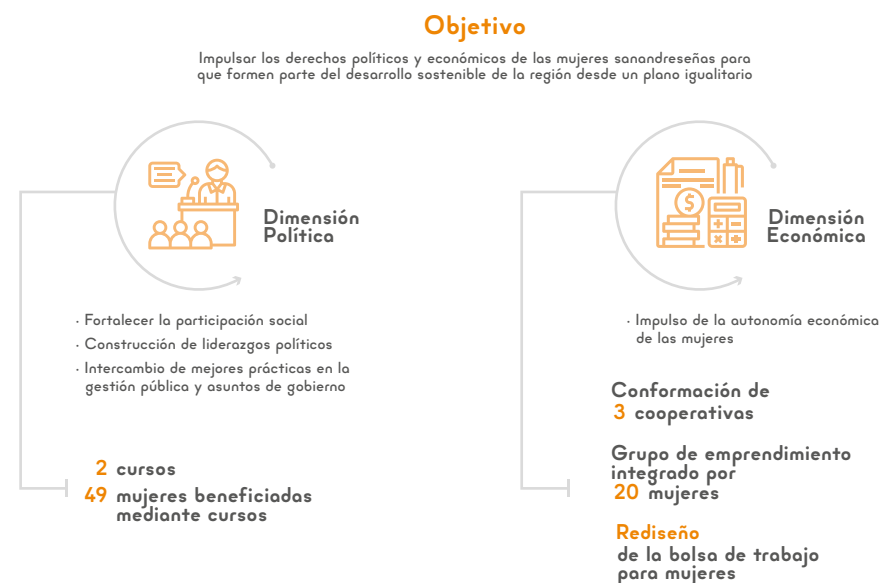 Objetivo
Impulsar los derechos políticos y económicos de las mujeres sanandreseñas para
que formen parte del desarrollo sostenible de la región desde un plano igualitario
Dimensión
Política
· Fortalecer la participación social
· Construcción de liderazgos políticos
· Intercambio de mejores prácticas en la
gestión pública y asuntos de gobierno
2 cursos
49 mujeres beneficiadas
mediante cursos
Dimensión
Económica
· Impulso de la autonomía económica
de las mujeres
Conformación de
3 cooperativas
Grupo de emprendimiento
integrado por
20 mujeres
Rediseño
de la bolsa de trabajo
para mujeres